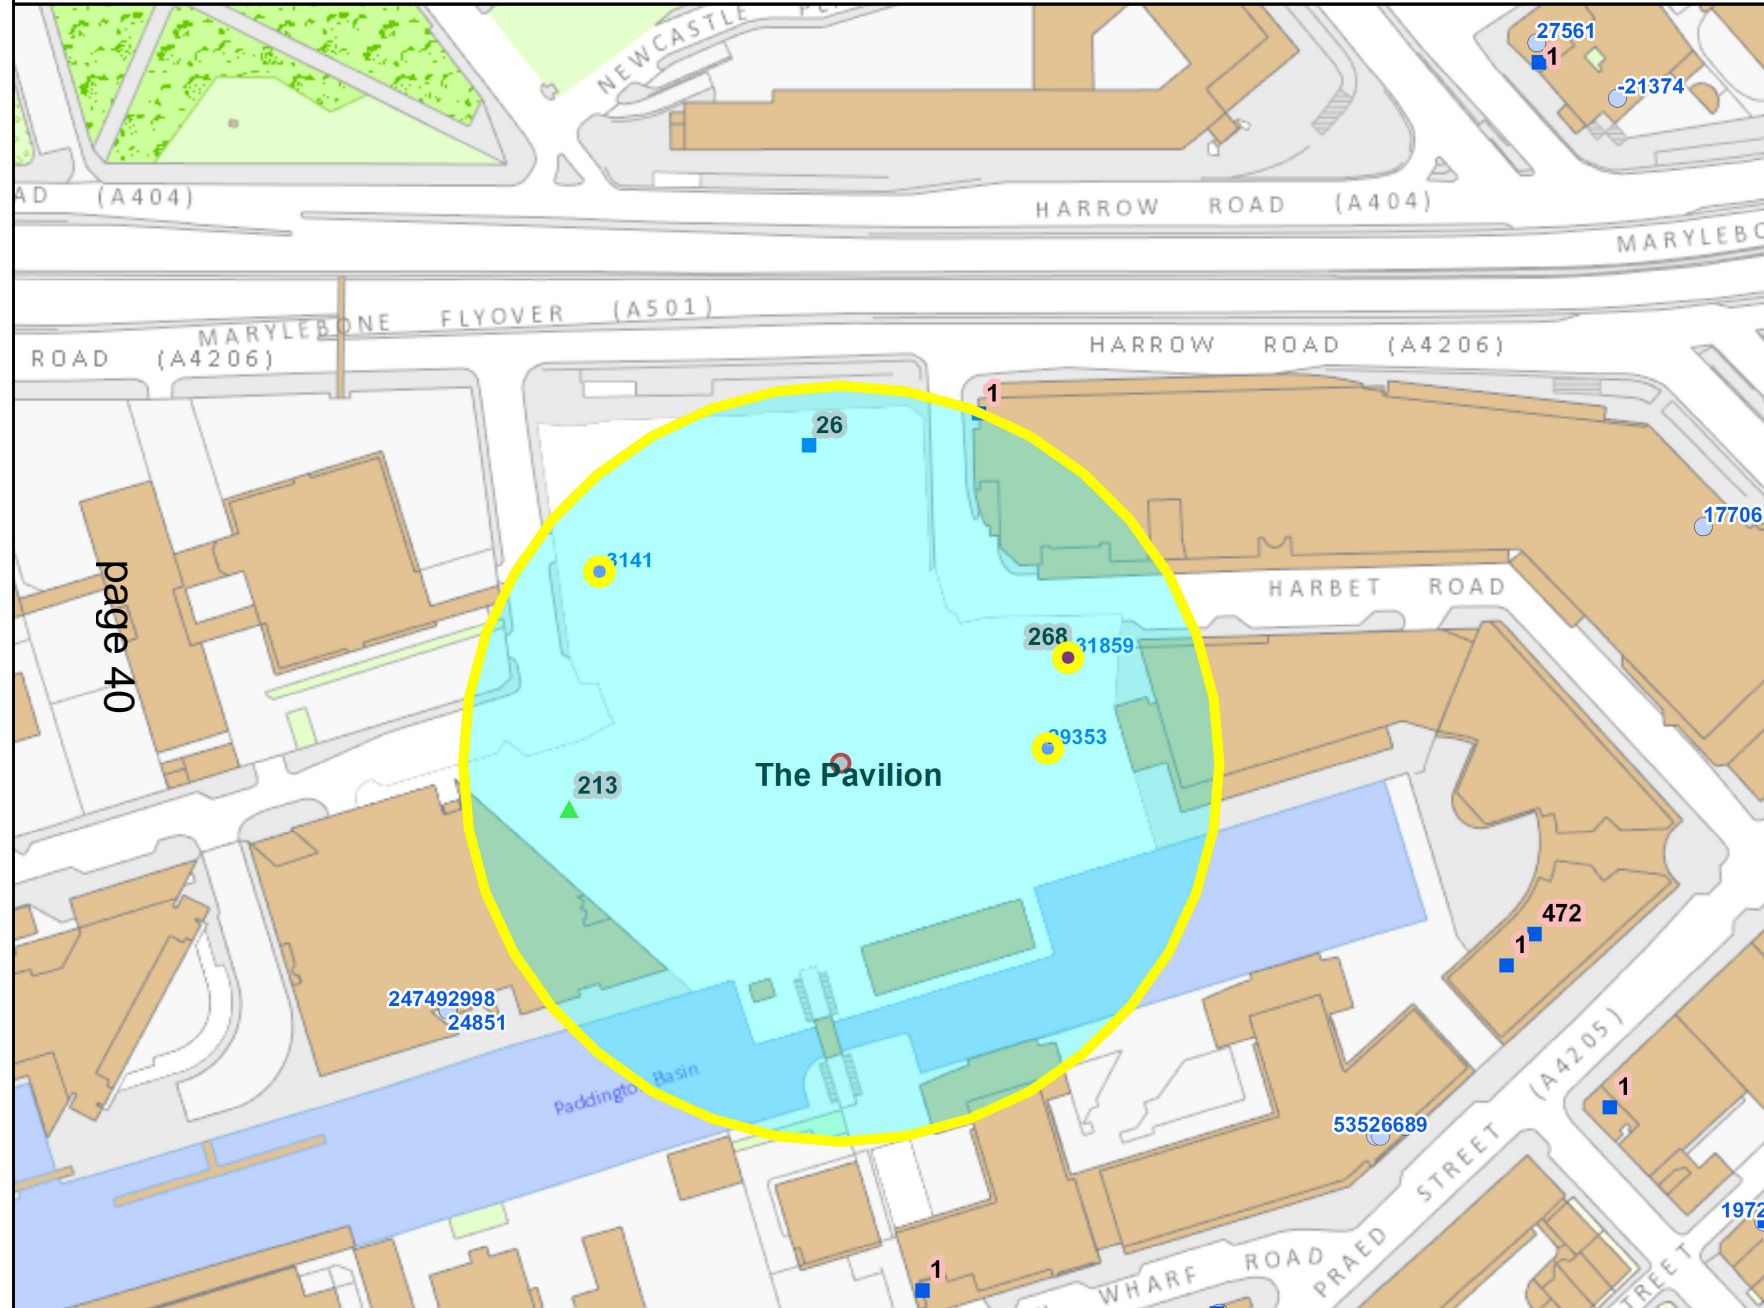 NEWCASTLE
27561
1
-21374
AD (A404)
HARROW ROAD (A404)
MARYLEBO
MARYLEBONE FLYOVER (A501)
ROAD (A4206)
HARROW ROAD (A4206)
1
26
17706
3141
HARBET ROAD
page 40
268
31859
29353
The Pavilion
213
472
1
247492998
24851
Paddington Basin
STREET (A4205)
1
53526689
1972
1
WHARF ROAD
PRAED
TREET